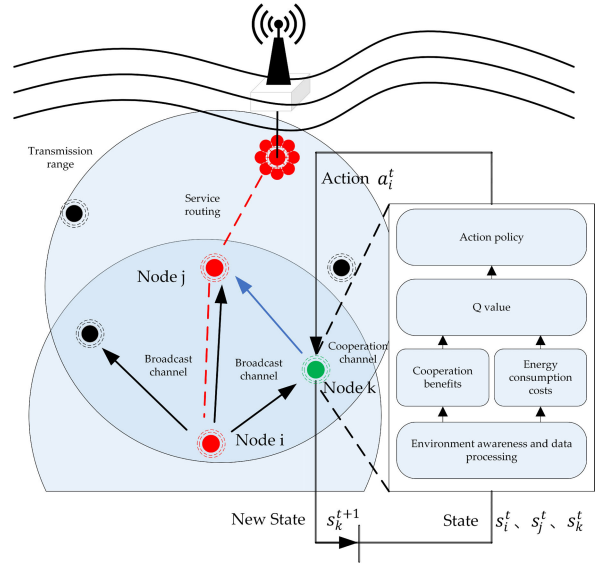 Transmission
range
Service
routing
Action $a_i^t$
Action policy
Node j
Q value
Broadcast
channel
Broadcast
channel
Cooperation
channel
Node k
Cooperation
benefits
Energy
consumption
costs
Node i
Environment awareness and data
processing
New State $s_k^{t+1}$
State $s_i^t$、$s_j^t$、$s_k^t$